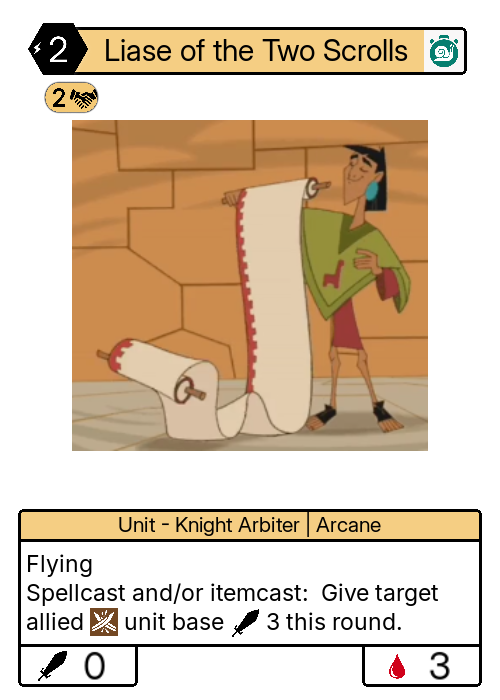 2 Liase of the Two Scrolls
2
Unit - Knight Arbiter | Arcane
Flying
Spellcast and/or itemcast: Give target
allied unit base 3 this round.
0 3